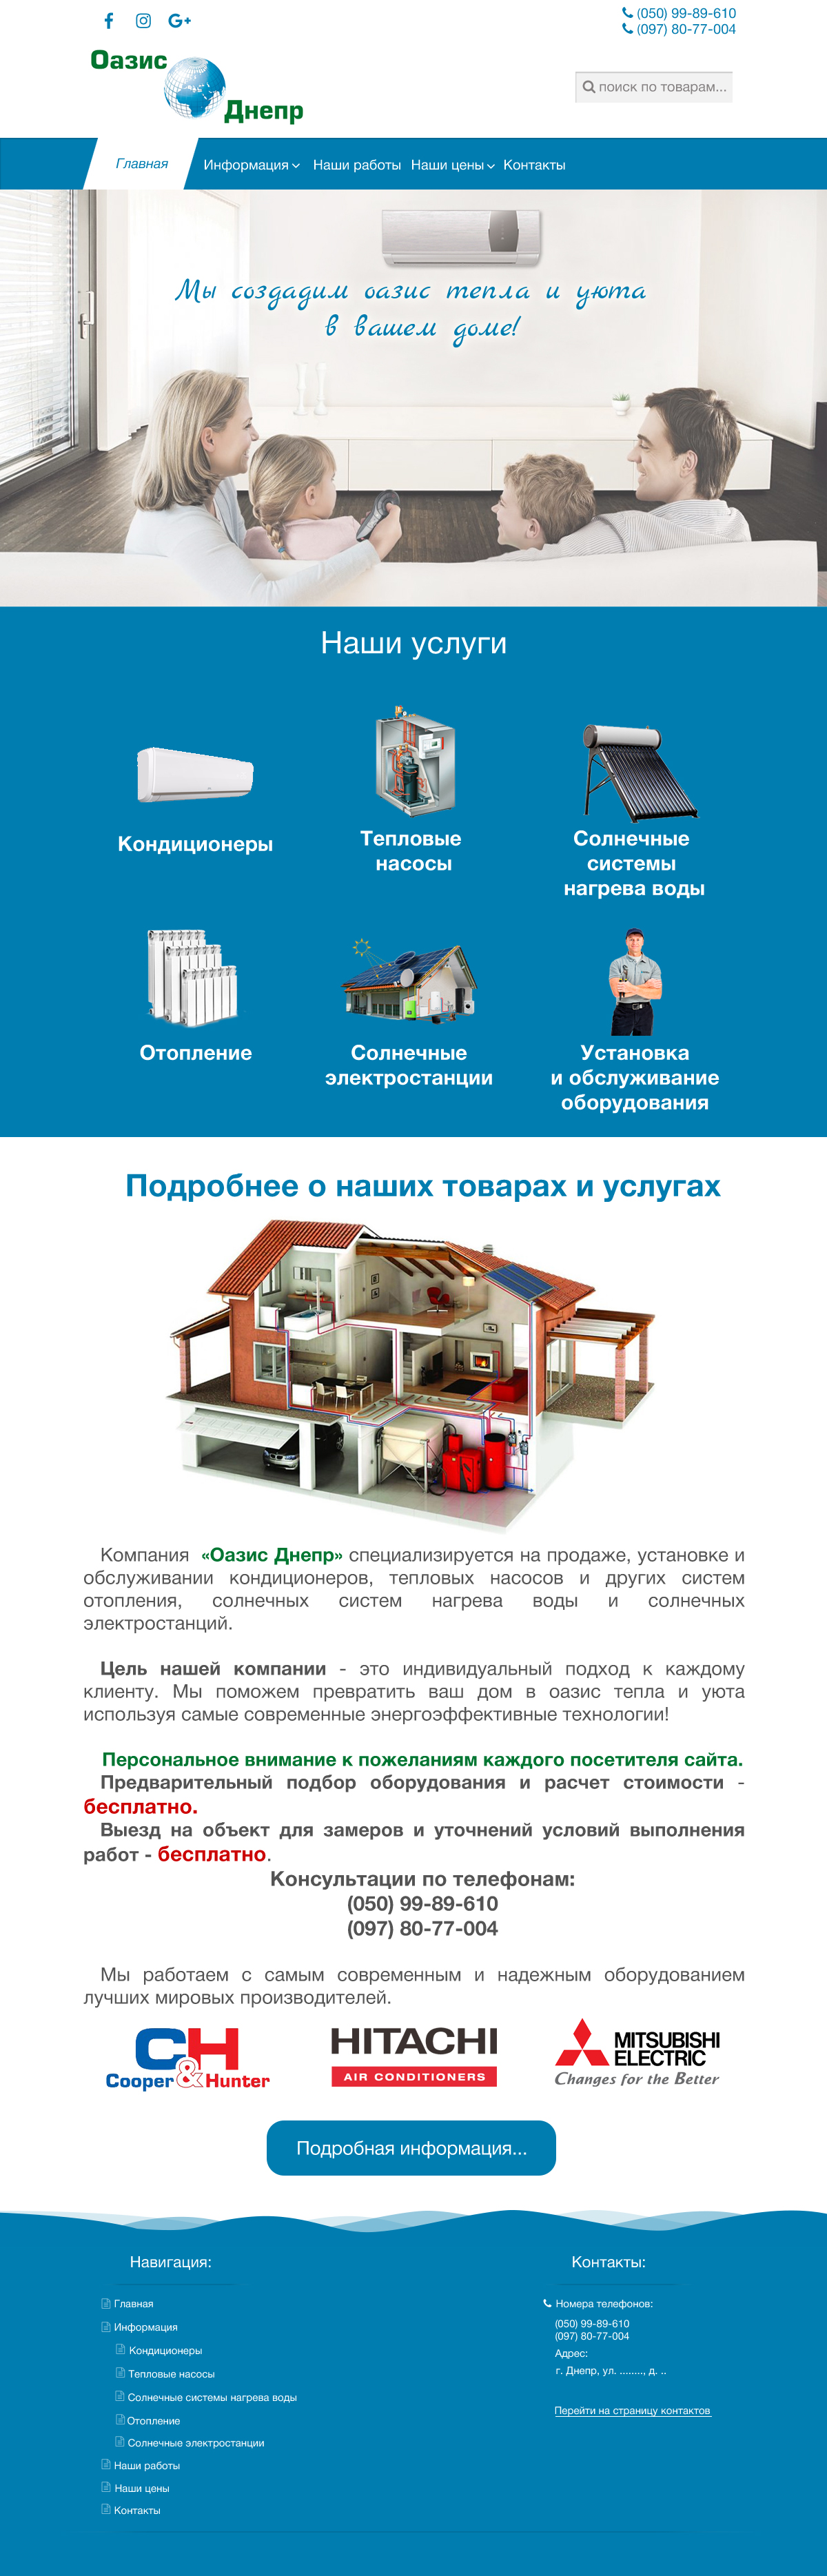 (050) 99-89-610
(097) 80-77-004
Оазис
Днепр
поиск по товарам...
Главная Информация Наши работы Наши цены Контакты
Мы создадим оазис тепла и уюта
в вашем доме!
Наши услуги
Кондиционеры
Тепловые
насосы
Солнечные
системы
нагрева воды
Отопление
Солнечные
электростанции
Установка
и обслуживание
оборудования
Подробнее о наших товарах и услугах
Компания «Оазис Днепр» специализируется на продаже, установке и
обслуживании кондиционеров, тепловых насосов и других систем
отопления, солнечных систем нагрева воды и солнечных
электростанций.
Цель нашей компании - это индивидуальный подход к каждому
клиенту. Мы поможем превратить ваш дом в оазис тепла и уюта
используя самые современные энергоэффективные технологии!
Персональное внимание к пожеланиям каждого посетителя сайта.
Предварительный подбор оборудования и расчет стоимости -
бесплатно.
Выезд на объект для замеров и уточнений условий выполнения
работ - бесплатно.
Консультации по телефонам:
(050) 99-89-610
(097) 80-77-004
Мы работаем с самым современным и надежным оборудованием
лучших мировых производителей.
CH
Cooper & Hunter
HITACHI
AIR CONDITIONERS
MITSUBISHI
ELECTRIC
Changes for the Better
Подробная информация...
Навигация:
Главная
Информация
Кондиционеры
Тепловые насосы
Солнечные системы нагрева воды
Отопление
Солнечные электростанции
Наши работы
Наши цены
Контакты
Контакты:
Номера телефонов:
(050) 99-89-610
(097) 80-77-004
Адрес:
г. Днепр, ул. ........, д. ..
Перейти на страницу контактов